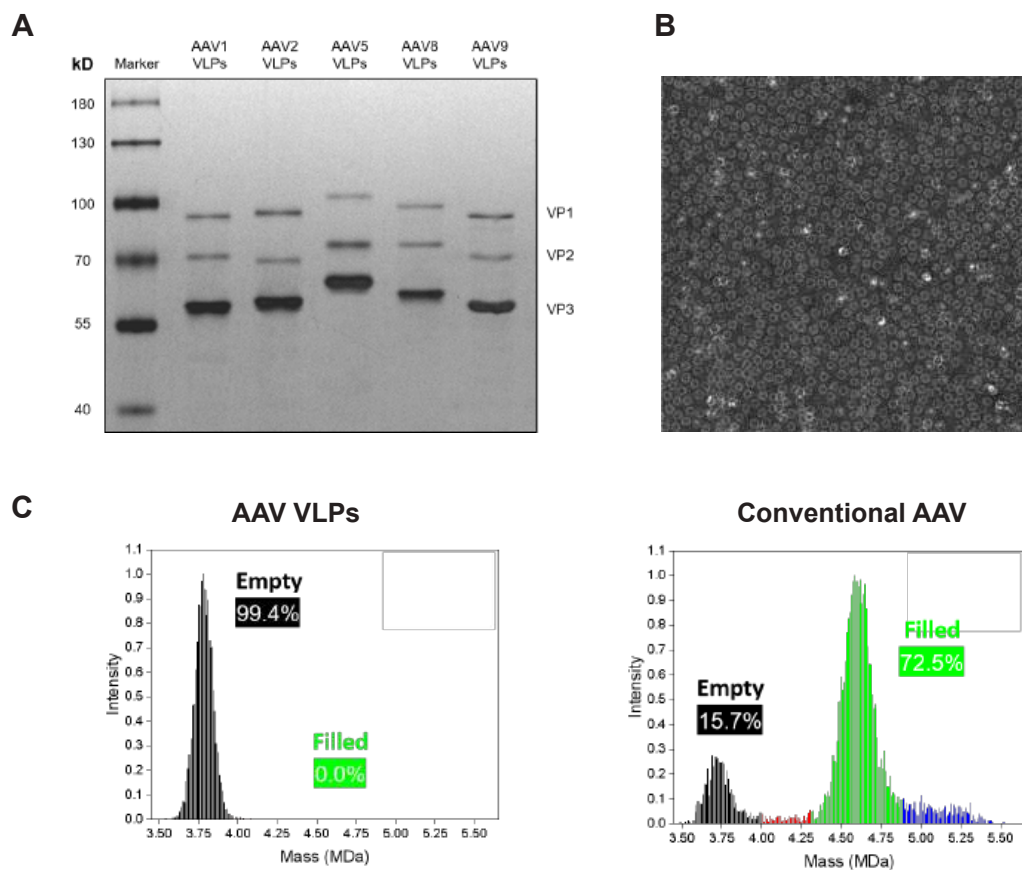 A
B
AAV1 AAV2 AAV5 AAV8 AAV9
kD Marker VLPs VLPs VLPs VLPs VLPs
180
130
100
VP1
70
VP2
VP3
55
40
C
AAV VLPs
Conventional AAV
1.1
1.0
0.9
0.8
0.7
0.6
0.5
0.4
0.3
0.2
0.1
0.0
Intensity
Empty
99.4%
Filled
0.0%
3.50 3.75 4.00 4.25 4.50 4.75 5.00 5.25 5.50
Mass (MDa)
1.1
1.0
0.9
0.8
0.7
0.6
0.5
0.4
0.3
0.2
0.1
0.0
Intensity
Filled
72.5%
Empty
15.7%
3.50 3.75 4.00 4.25 4.50 4.75 5.00 5.25 5.50
Mass (MDa)